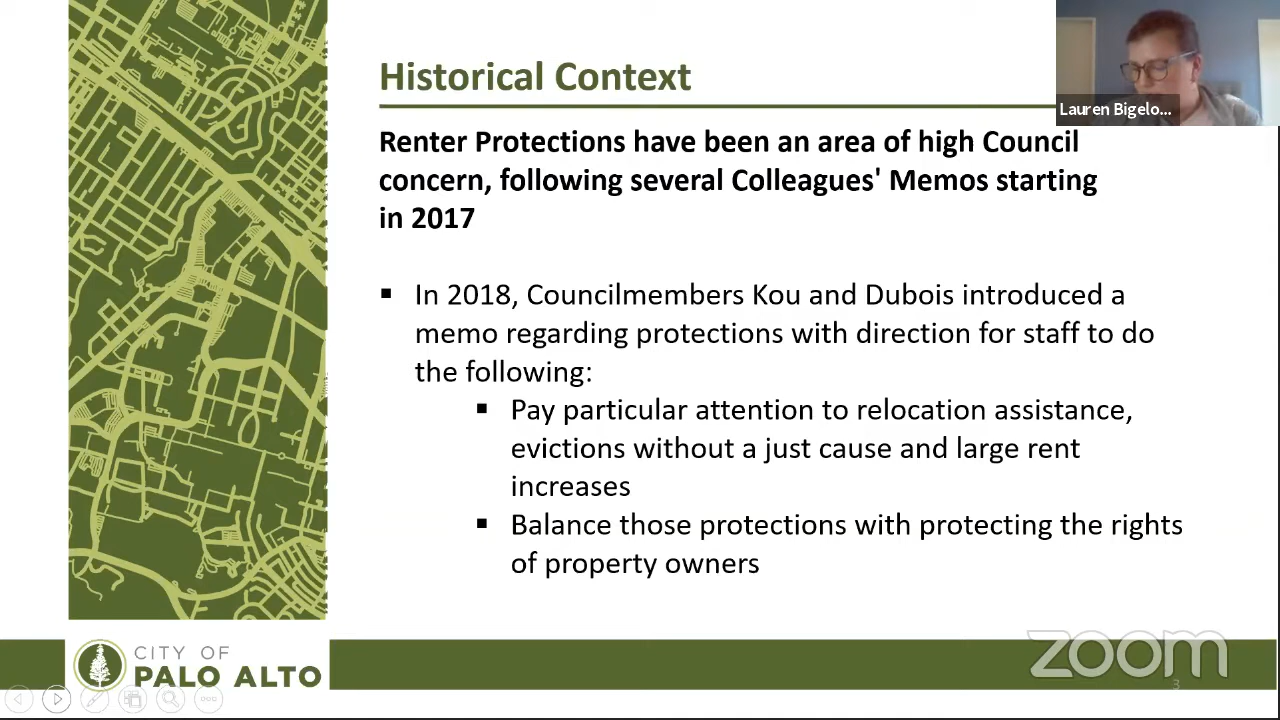 Historical Context
Lauren Bigelo...
Renter Protections have been an area of high Council
concern, following several Colleagues' Memos starting
in 2017
▪ In 2018, Councilmembers Kou and Dubois introduced a
memo regarding protections with direction for staff to do
the following:
▪ Pay particular attention to relocation assistance,
evictions without a just cause and large rent
increases
▪ Balance those protections with protecting the rights
of property owners
CITY OF
PALO ALTO
zoom
3